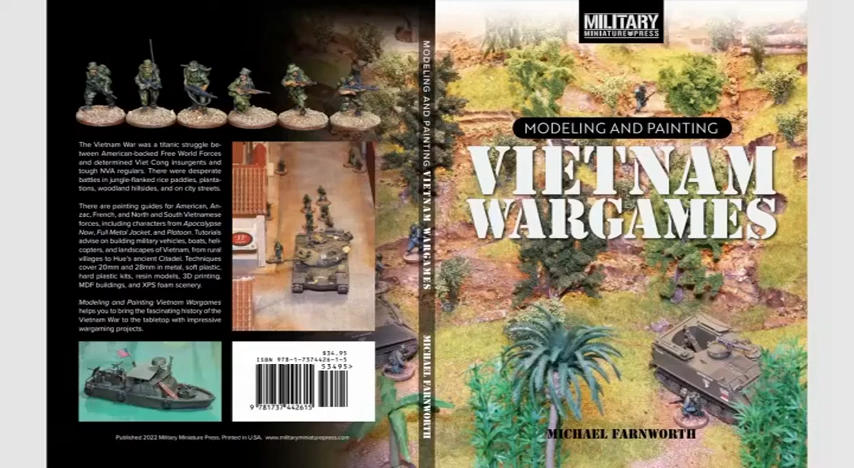 The Vietnam War was a titanic struggle be-
tween American-backed Free World Forces
and determined Viet Cong insurgents and
tough NVA regulars. There were desperate
battles in jungle-flanked rice paddies, planta-
tions, woodland hillsides, and on city streets.
There are painting guides for American, An-
zac, French, and North and South Vietnamese
forces, including characters from Apocalypse
Now, Full Metal Jacket, and Platoon. Tutorials
advise on building military vehicles, boats, heli-
copters, and landscapes of Vietnam, from rural
villages to Hue's ancient Citadel. Techniques
cover 20mm and 28mm in metal, soft plastic,
hard plastic kits, resin models, 3D printing,
MDF buildings, and XPS foam scenery.
Modeling and Painting Vietnam Wargames
helps you to bring the fascinating history of the
Vietnam War to the tabletop with impressive
wargaming projects.
$34.95
ISBN 978-1-7374426-1-5
53495>
9 781737 442615
Published 2022 Military Miniature Press. Printed in U.S.A. www.militaryminiaturepress.com
MODELING AND PAINTING VIETNAM WARGAMES
MICHAEL FARNWORTH
MILITARY
MINIATURE PRESS
MODELING AND PAINTING
VIETNAM
WARGAMES
MICHAEL FARNWORTH